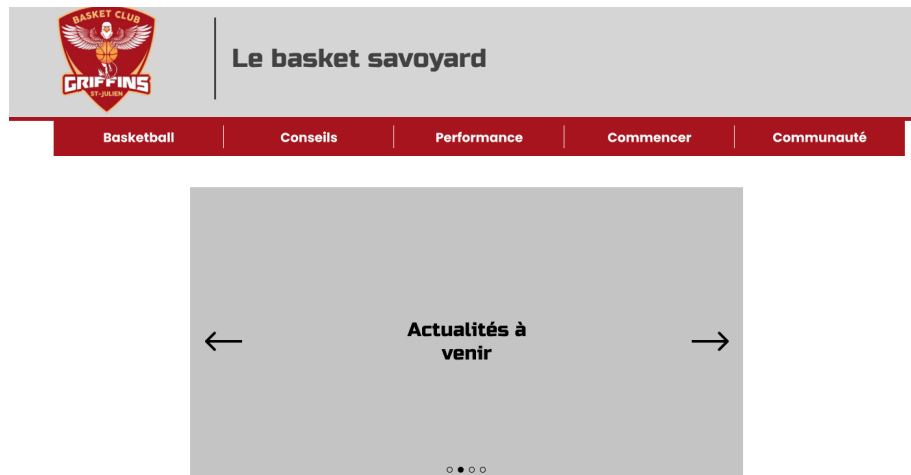 BASKET CLUB
GRIFFINS
ST-JULIEN
Le basket savoyard
Basketball Conseils Performance Commencer Communauté
Actualités à
venir